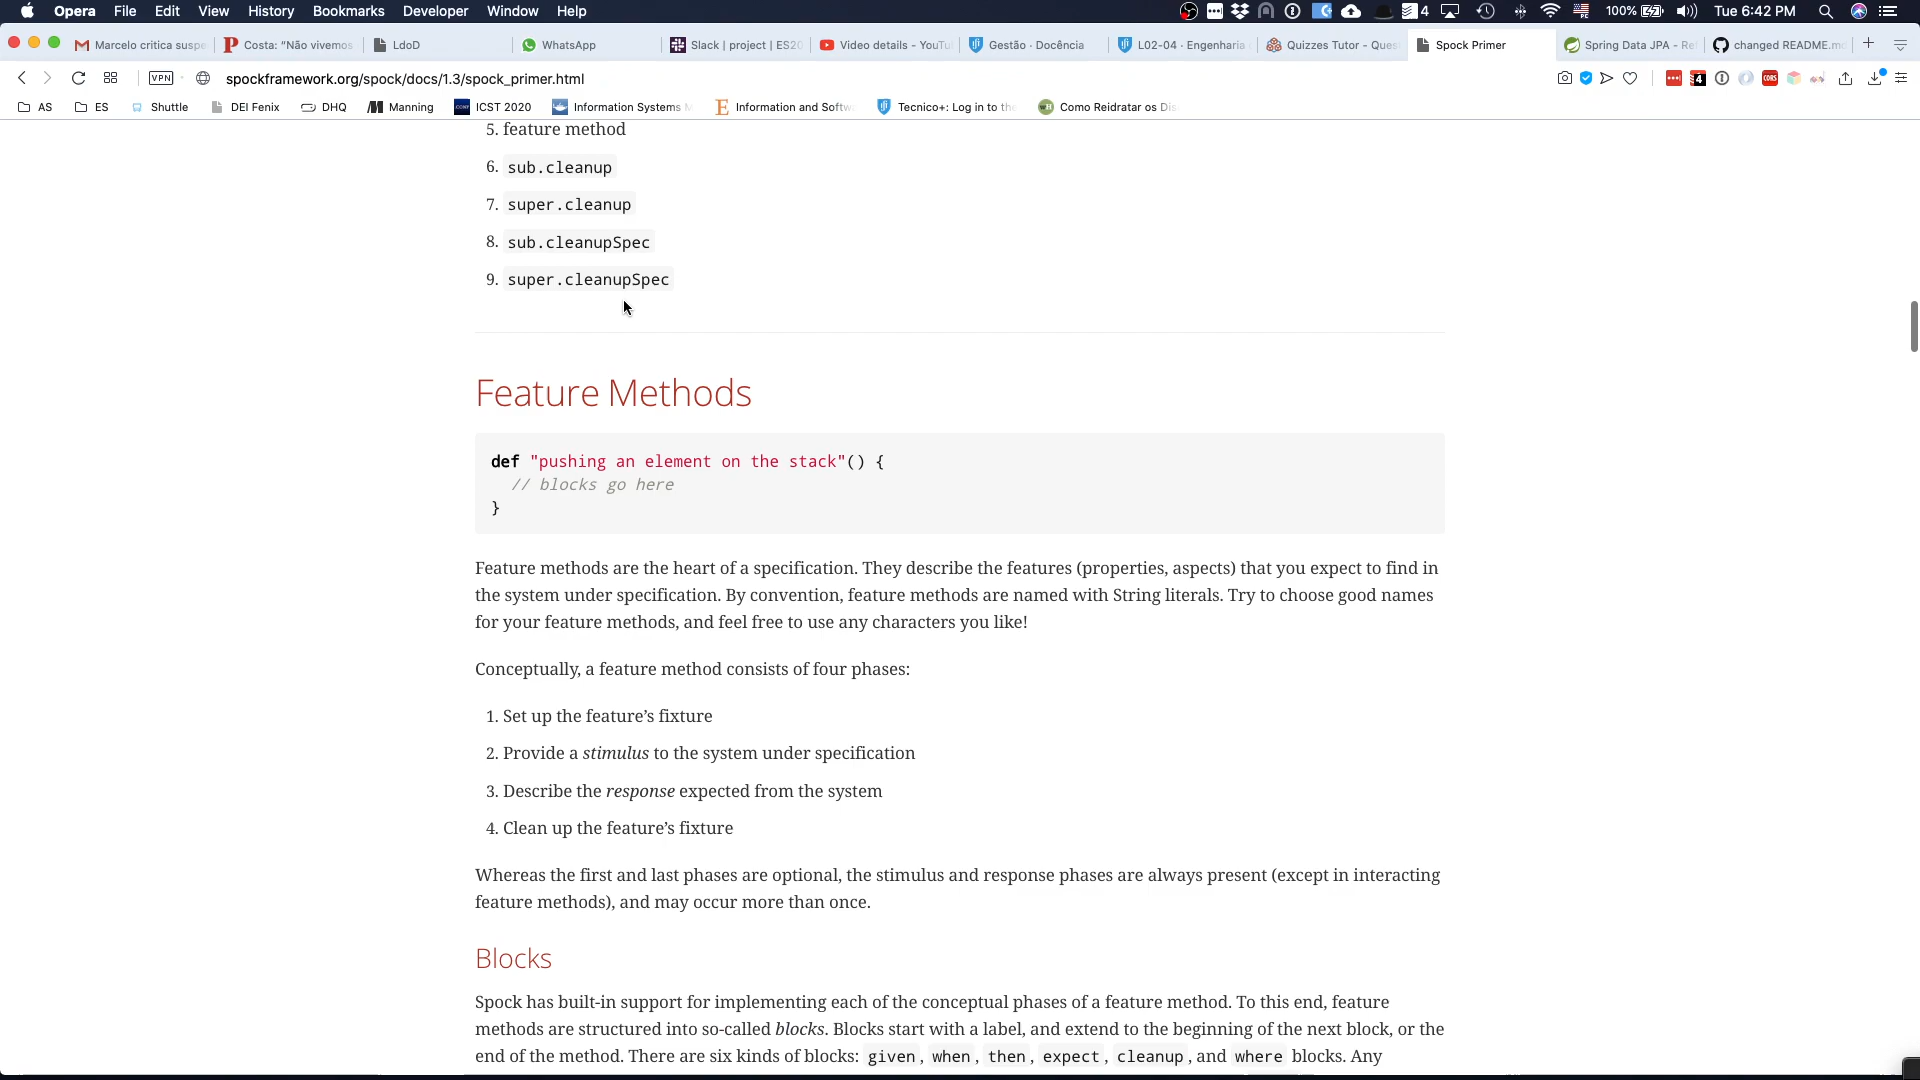 Opera File Edit View History Bookmarks Developer Window Help 4 100% Tue 6:42 PM
Marcelo critica suspe Costa: "Não vivemos LdoD WhatsApp Slack | project | ES20 Video details - YouTu Gestão · Docência L02-04 · Engenharia Quizzes Tutor - Ques Spock Primer Spring Data JPA - Re changed README.md
VPN spockframework.org/spock/docs/1.3/spock_primer.html 4 CORS
AS ES Shuttle DEI Fenix DHQ Manning ICST 2020 Information Systems Information and Softw Tecnico+: Log in to the Como Reidratar os Dis
5. feature method
6. sub.cleanup
7. super.cleanup
8. sub.cleanupSpec
9. super.cleanupSpec
Feature Methods
def "pushing an element on the stack"() {
// blocks go here
}
Feature methods are the heart of a specification. They describe the features (properties, aspects) that you expect to find in
the system under specification. By convention, feature methods are named with String literals. Try to choose good names
for your feature methods, and feel free to use any characters you like!
Conceptually, a feature method consists of four phases:
1. Set up the feature’s fixture
2. Provide a stimulus to the system under specification
3. Describe the response expected from the system
4. Clean up the feature’s fixture
Whereas the first and last phases are optional, the stimulus and response phases are always present (except in interacting
feature methods), and may occur more than once.
Blocks
Spock has built-in support for implementing each of the conceptual phases of a feature method. To this end, feature
methods are structured into so-called blocks. Blocks start with a label, and extend to the beginning of the next block, or the
end of the method. There are six kinds of blocks: given, when, then, expect, cleanup, and where blocks. Any